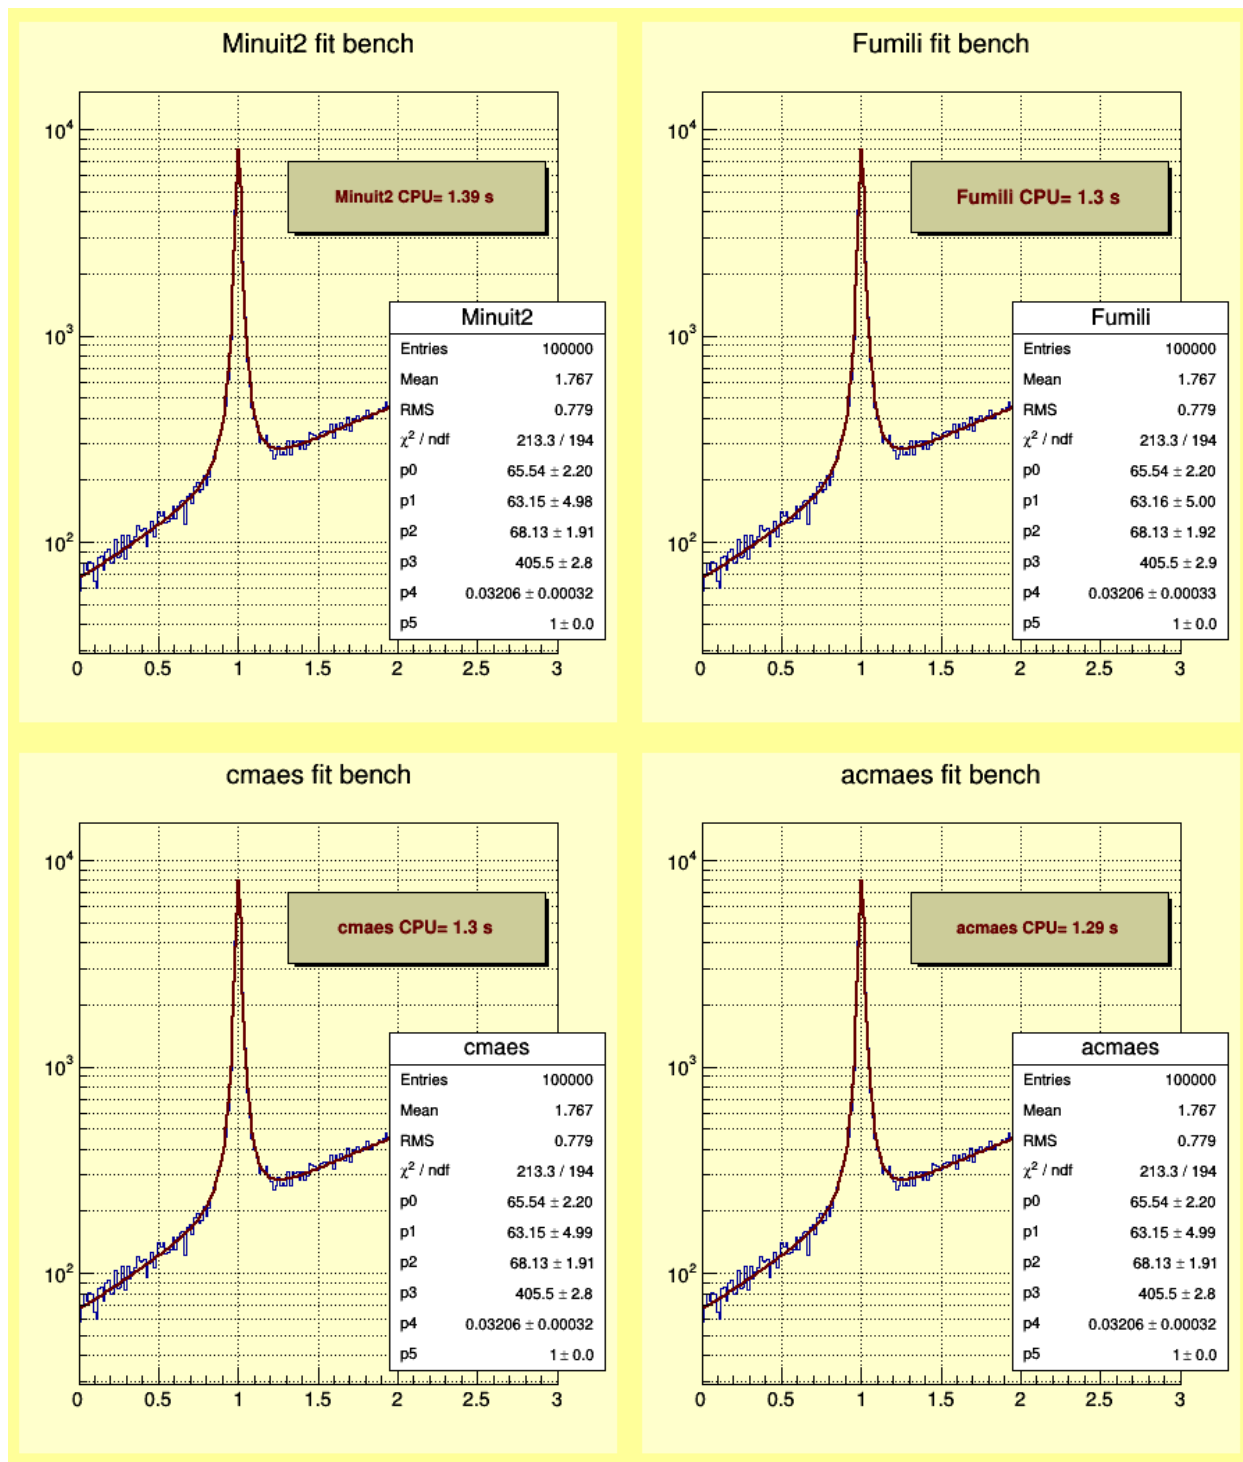 Minuit2 fit bench
10⁴
10³
10²
0 0.5 1 1.5 2 2.5 3
Minuit2 CPU= 1.39 s
Minuit2
Entries 100000
Mean 1.767
RMS 0.779
χ² / ndf 213.3 / 194
p0 65.54 ± 2.20
p1 63.15 ± 4.98
p2 68.13 ± 1.91
p3 405.5 ± 2.8
p4 0.03206 ± 0.00032
p5 1 ± 0.0
Fumili fit bench
10⁴
10³
10²
0 0.5 1 1.5 2 2.5 3
Fumili CPU= 1.3 s
Fumili
Entries 100000
Mean 1.767
RMS 0.779
χ² / ndf 213.3 / 194
p0 65.54 ± 2.20
p1 63.16 ± 5.00
p2 68.13 ± 1.92
p3 405.5 ± 2.9
p4 0.03206 ± 0.00033
p5 1 ± 0.0
cmaes fit bench
10⁴
10³
10²
0 0.5 1 1.5 2 2.5 3
cmaes CPU= 1.3 s
cmaes
Entries 100000
Mean 1.767
RMS 0.779
χ² / ndf 213.3 / 194
p0 65.54 ± 2.20
p1 63.15 ± 4.99
p2 68.13 ± 1.91
p3 405.5 ± 2.8
p4 0.03206 ± 0.00032
p5 1 ± 0.0
acmaes fit bench
10⁴
10³
10²
0 0.5 1 1.5 2 2.5 3
acmaes CPU= 1.29 s
acmaes
Entries 100000
Mean 1.767
RMS 0.779
χ² / ndf 213.3 / 194
p0 65.54 ± 2.20
p1 63.15 ± 4.99
p2 68.13 ± 1.91
p3 405.5 ± 2.8
p4 0.03206 ± 0.00032
p5 1 ± 0.0